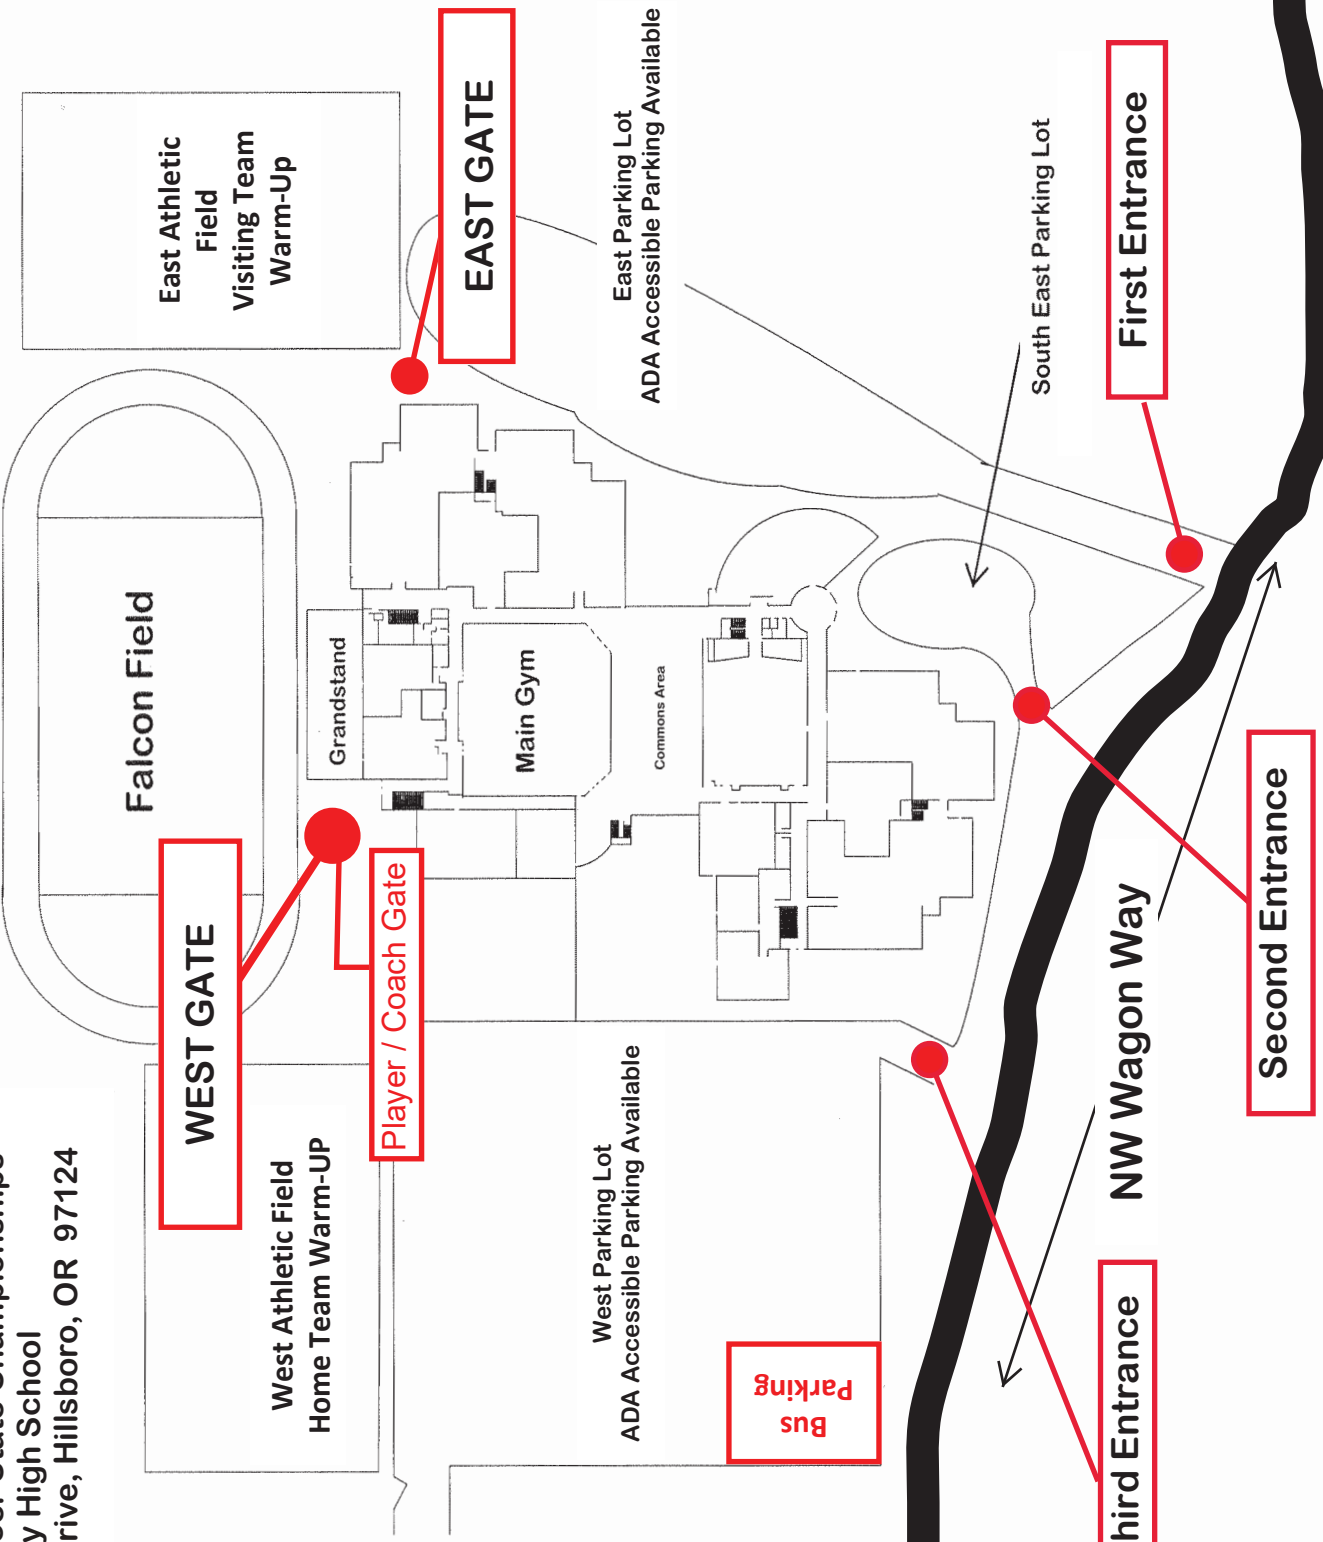 High School
Hillsboro, OR 97124
Falcon Field
WEST GATE
Player / Coach Gate
West Athletic Field
Home Team Warm-UP
East Athletic
Field
Visiting Team
Warm-Up
EAST GATE
Grandstand
Main Gym
Commons Area
West Parking Lot
ADA Accessible Parking Available
East Parking Lot
ADA Accessible Parking Available
Bus
Parking
South East Parking Lot
First Entrance
NW Wagon Way
Second Entrance
Entrance